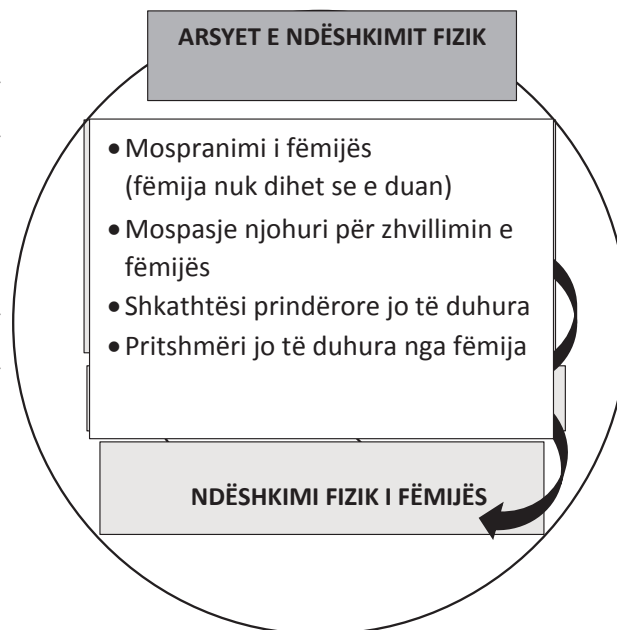 ARSYET E NDËSHKIMIT FIZIK
• Mospranimi i fëmijës
(fëmija nuk dihet se e duan)
• Mospasje njohuri për zhvillimin e
fëmijës
• Shkathtësi prindërore jo të duhura
• Pritshmëri jo të duhura nga fëmija
NDËSHKIMI FIZIK I FËMIJËS